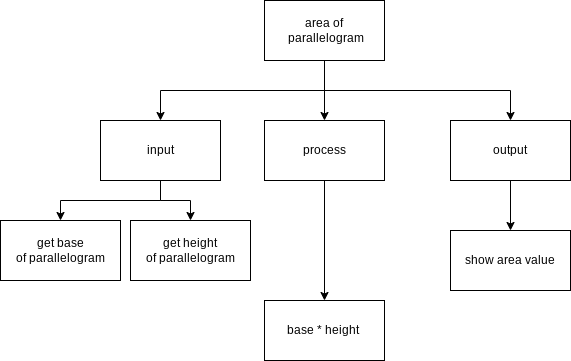 area of
parallelogram
input
process
output
get base
of parallelogram
get height
of parallelogram
show area value
base * height